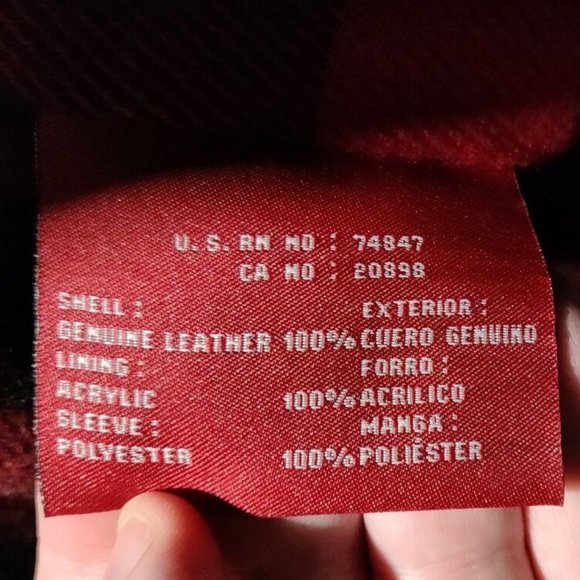 U.S. RN NO : 74847
CA NO : 20898
SHELL : EXTERIOR :
GENUINE LEATHER 100% CUERO GENUINO
LINING : FORRO :
ACRYLIC 100% ACRILICO
SLEEVE : MANGA :
POLYESTER 100% POLIÈSTER